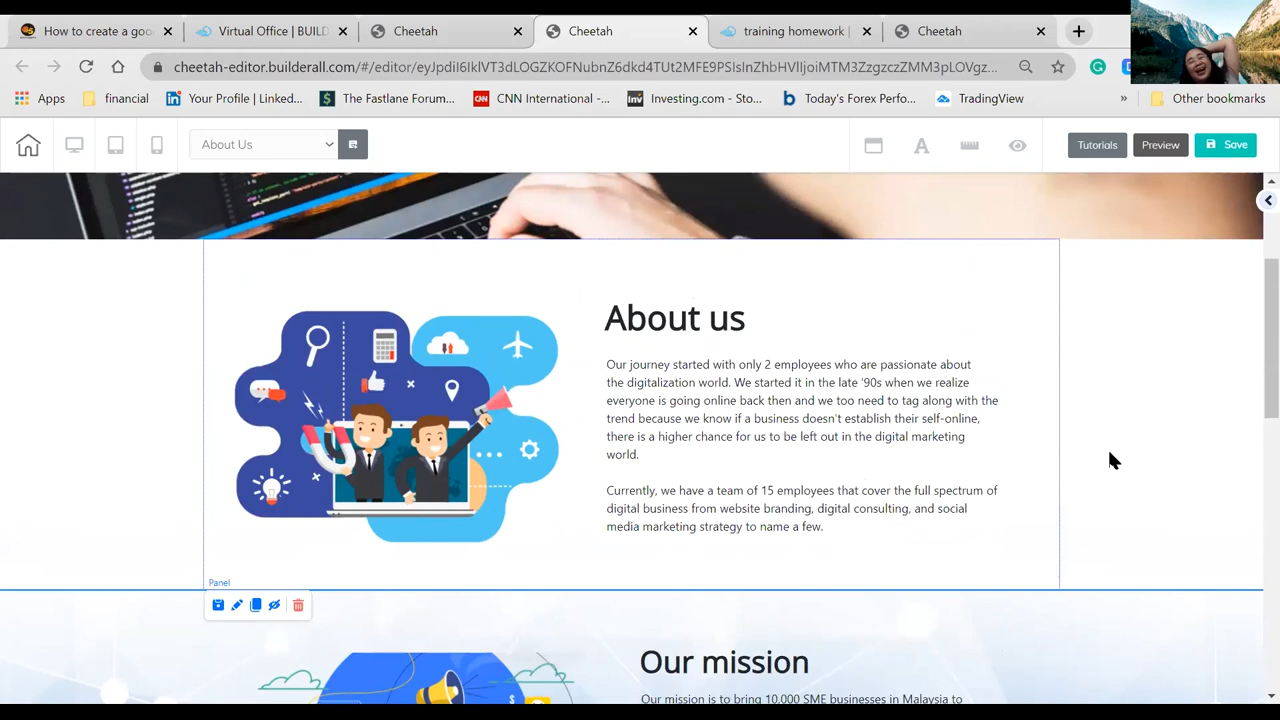 How to create a goo
Virtual Office | BUILD
Cheetah
Cheetah
training homework |
Cheetah
cheetah-editor.builderall.com/#/editor/
Apps
financial
Your Profile | Linked...
The Fastlane Forum...
CNN International -...
Investing.com - Sto...
Today's Forex Perfo...
TradingView
»
Other bookmarks
About Us
Tutorials
Preview
Save
About us
Our journey started with only 2 employees who are passionate about
the digitalization world. We started it in the late '90s when we realize
everyone is going online back then and we too need to tag along with the
trend because we know if a business doesn't establish their self-online,
there is a higher chance for us to be left out in the digital marketing
world.
Currently, we have a team of 15 employees that cover the full spectrum of
digital business from website branding, digital consulting, and social
media marketing strategy to name a few.
Panel
Our mission
Our mission is to bring 10,000 SME businesses in Malaysia to